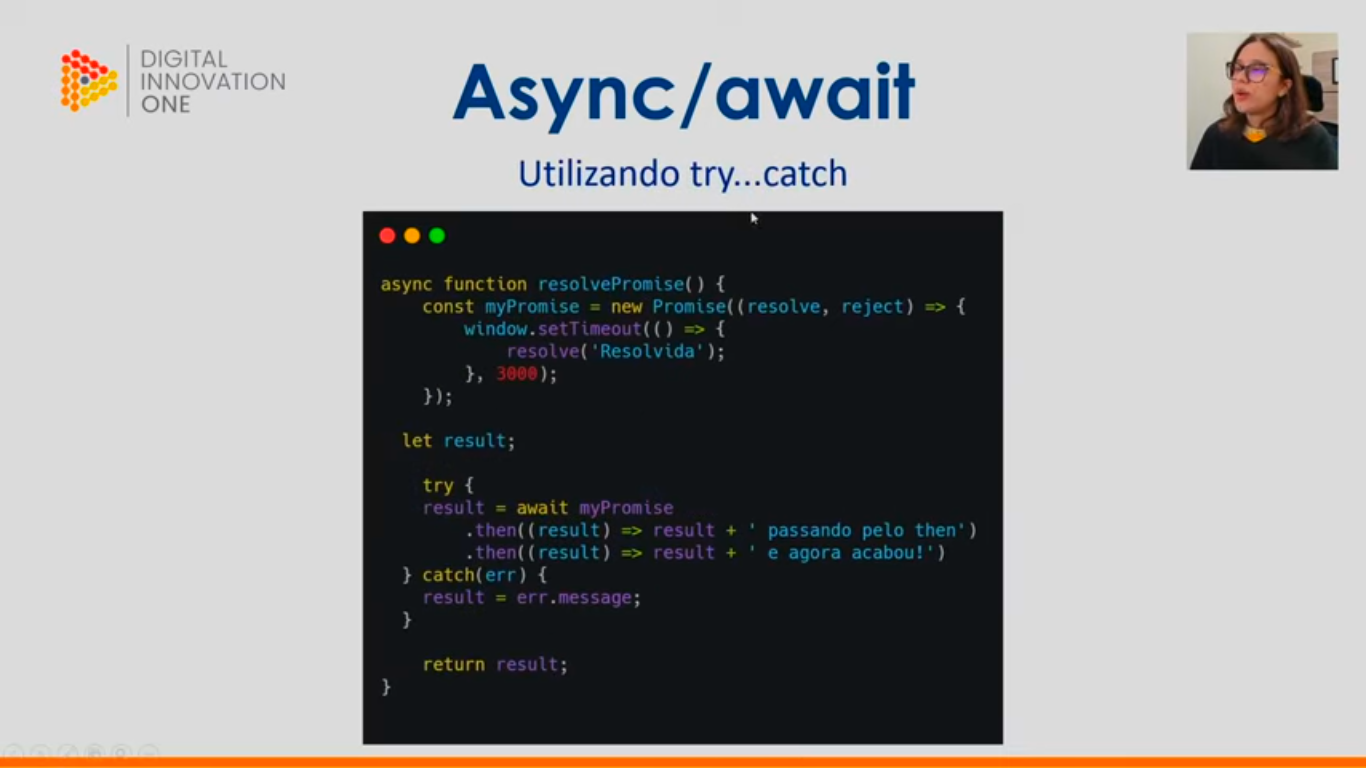 DIGITAL
INNOVATION
ONE
Async/await
Utilizando try...catch
async function resolvePromise() {
    const myPromise = new Promise((resolve, reject) => {
        window.setTimeout(() => {
            resolve('Resolvida');
        }, 3000);
    });
  let result;
    try {
    result = await myPromise
        .then((result) => result + ' passando pelo then')
        .then((result) => result + ' e agora acabou!')
  } catch(err) {
    result = err.message;
  }
    return result;
}